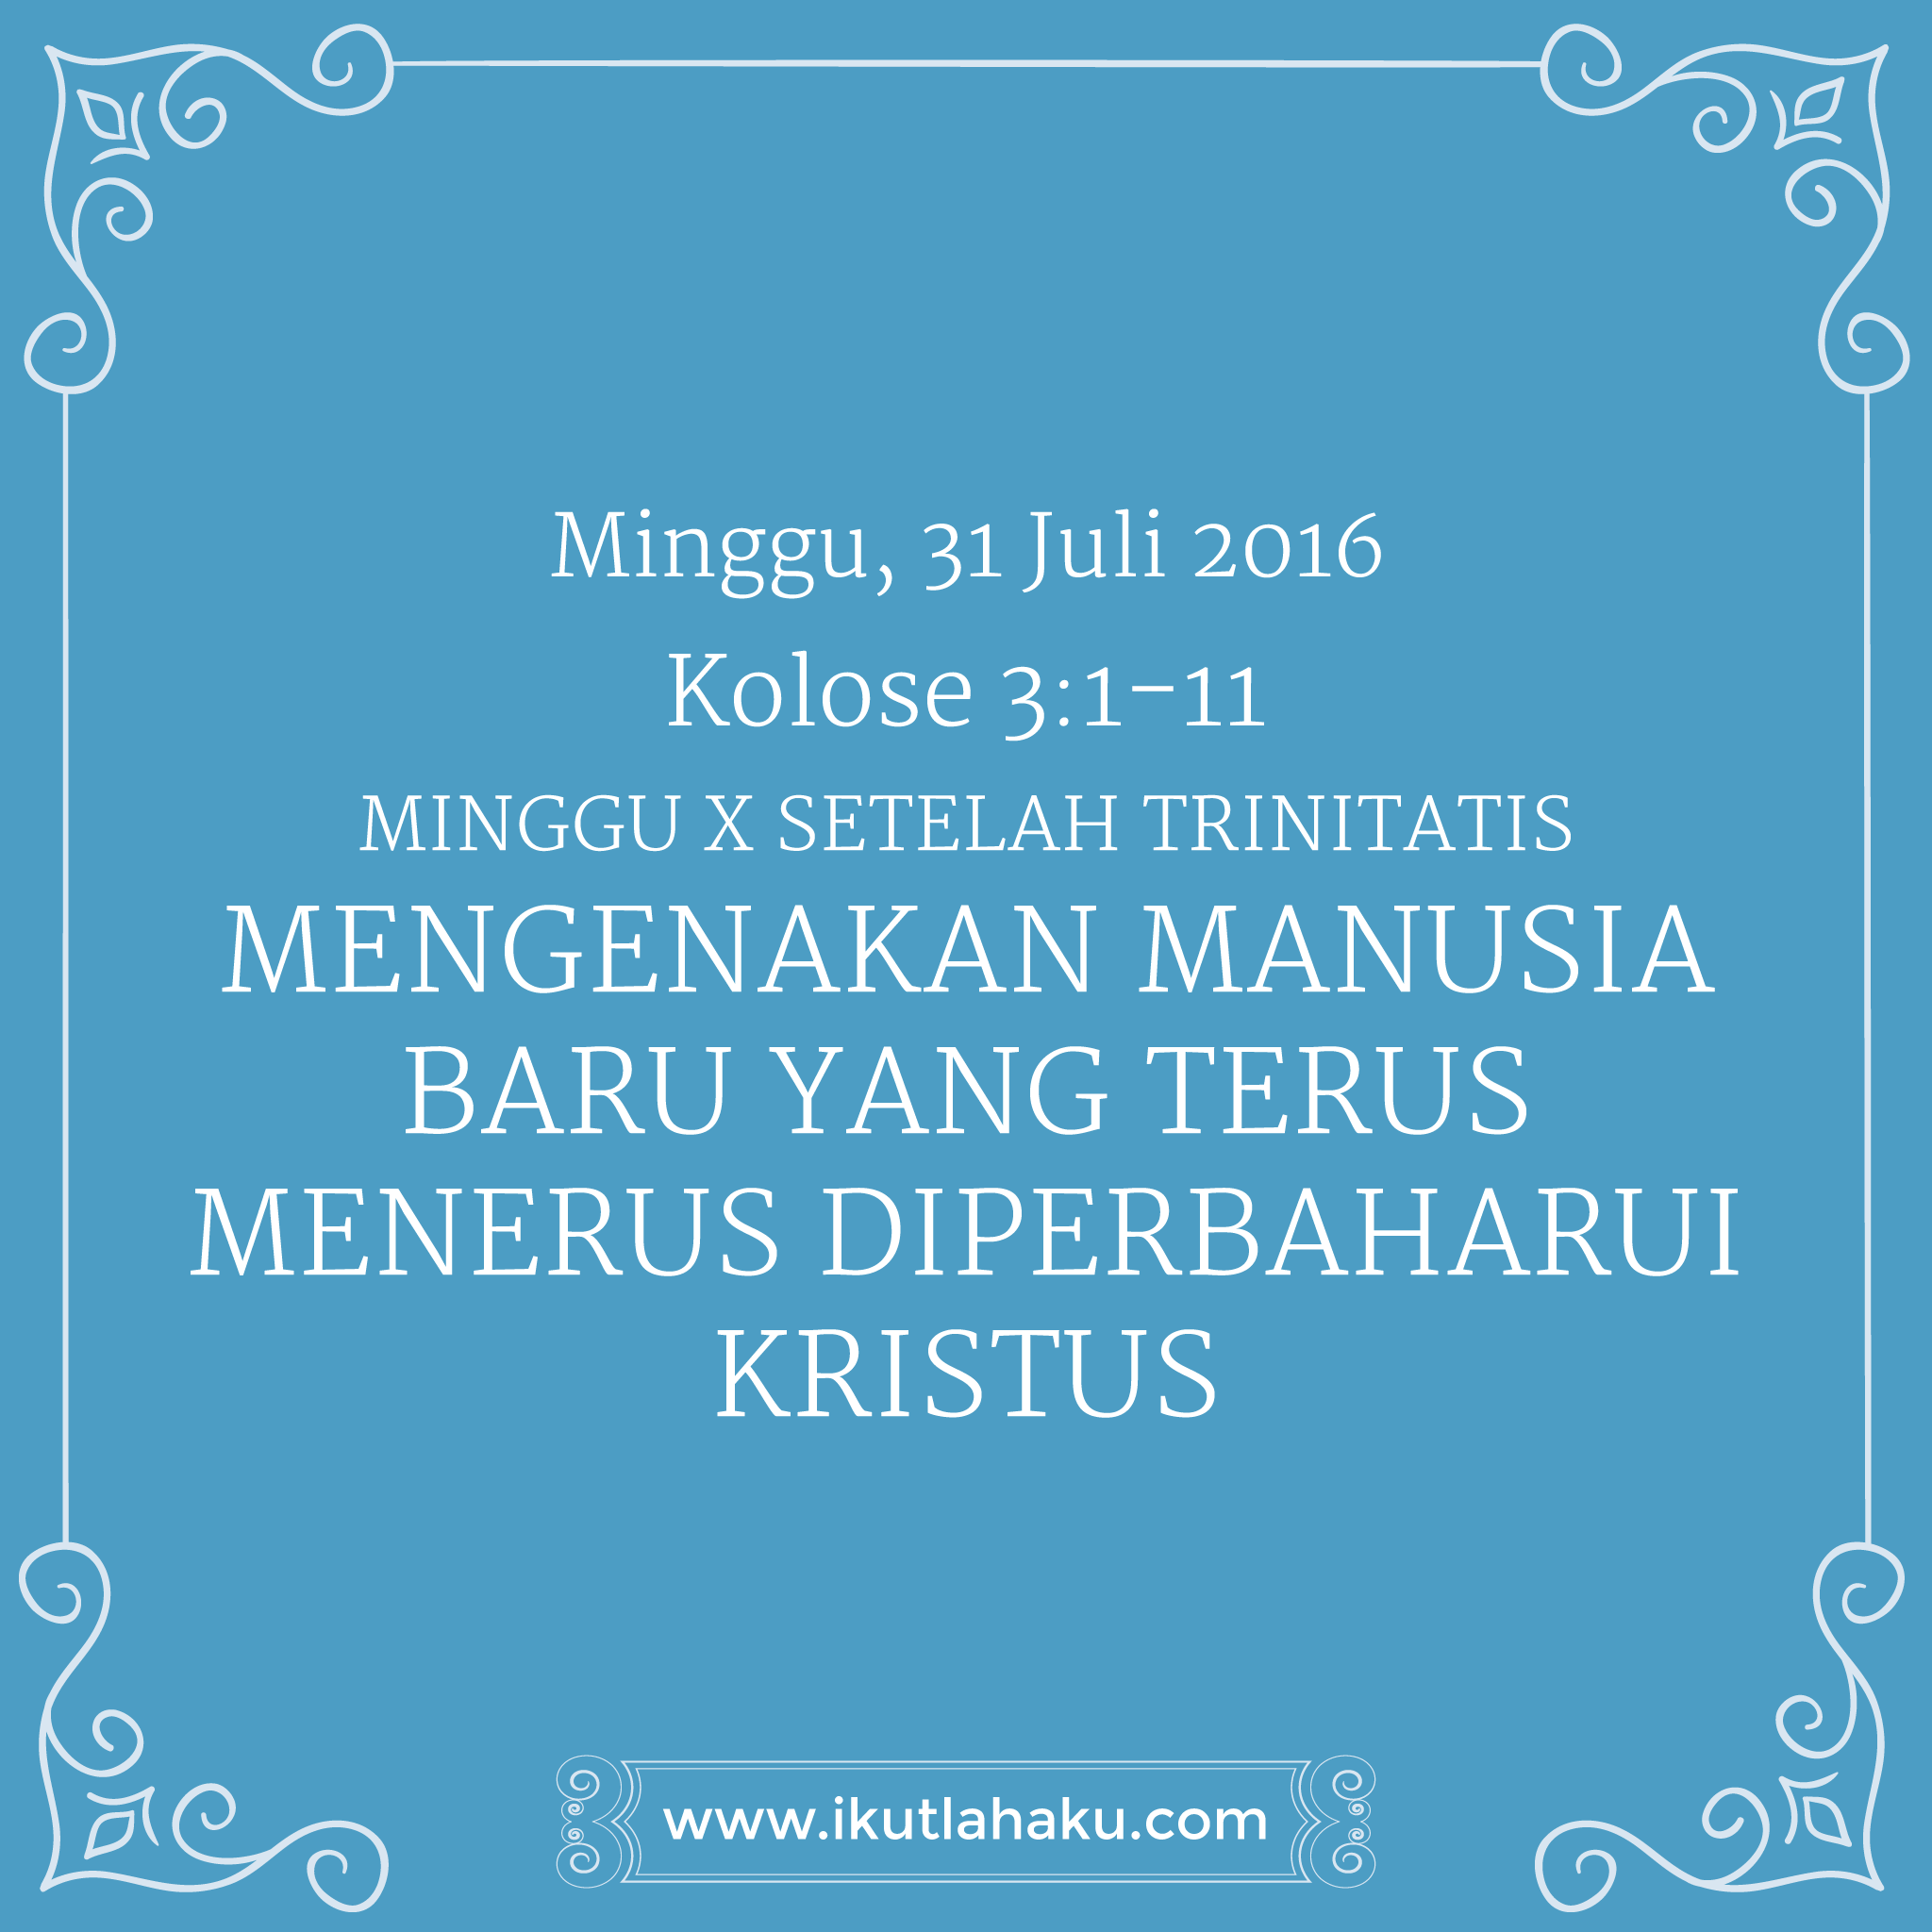 Minggu, 31 Juli 2016
Kolose 3:1–11
MINGGU X SETELAH TRINITATIS
MENGENAKAN MANUSIA
BARU YANG TERUS
MENERUS DIPERBAHARUI
KRISTUS
www.ikutlahaku.com